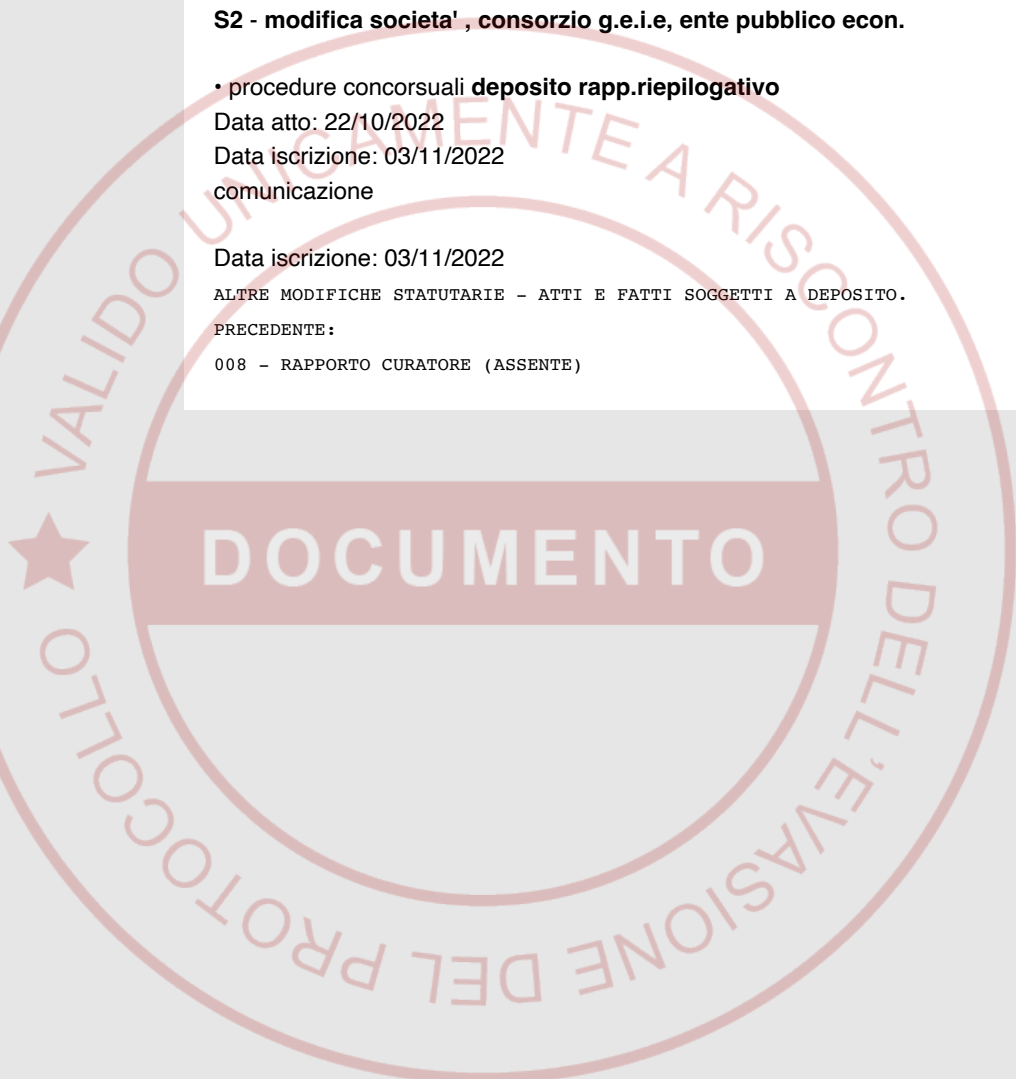 S2 - modifica societa' , consorzio g.e.i.e, ente pubblico econ.
• procedure concorsuali deposito rapp.riepilogativo
Data atto: 22/10/2022
Data iscrizione: 03/11/2022
comunicazione
Data iscrizione: 03/11/2022
ALTRE MODIFICHE STATUTARIE - ATTI E FATTI SOGGETTI A DEPOSITO.
PRECEDENTE:
008 - RAPPORTO CURATORE (ASSENTE)
★ VALIDO UNICAMENTE A RISCONTRO DELL'EVASIONE DEL PROTOCOLLO
DOCUMENTO